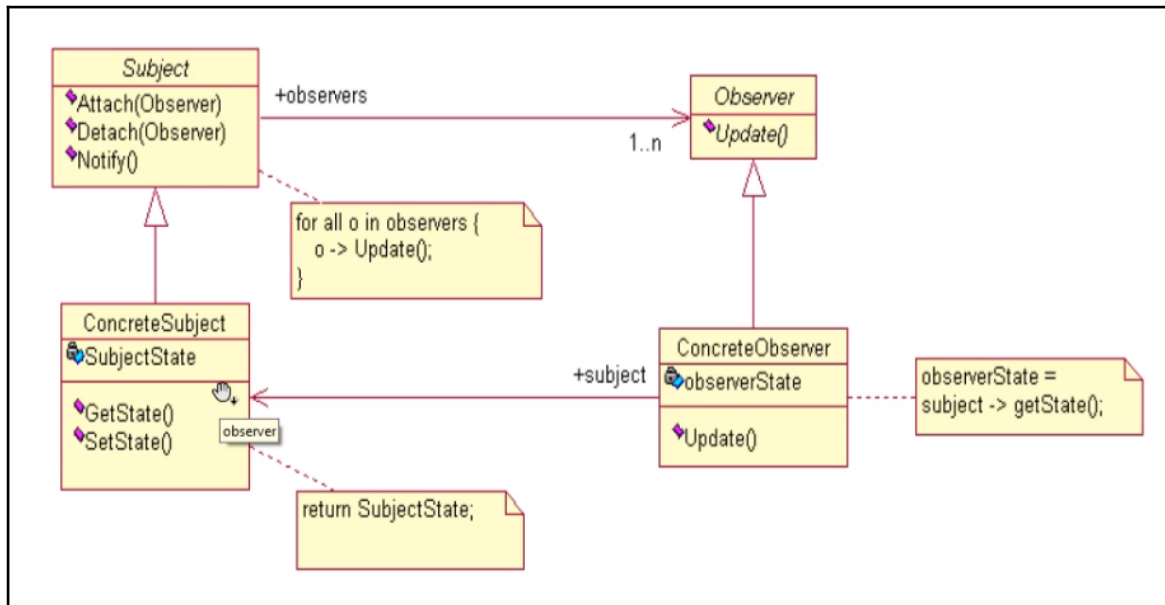 Subject
Attach(Observer)
Detach(Observer)
Notify()
+observers
1..n
Observer
Update()
for all o in observers {
o -> Update();
}
ConcreteSubject
SubjectState
GetState()
SetState()
observer
return SubjectState;
+subject
ConcreteObserver
observerState
Update()
observerState =
subject -> getState();